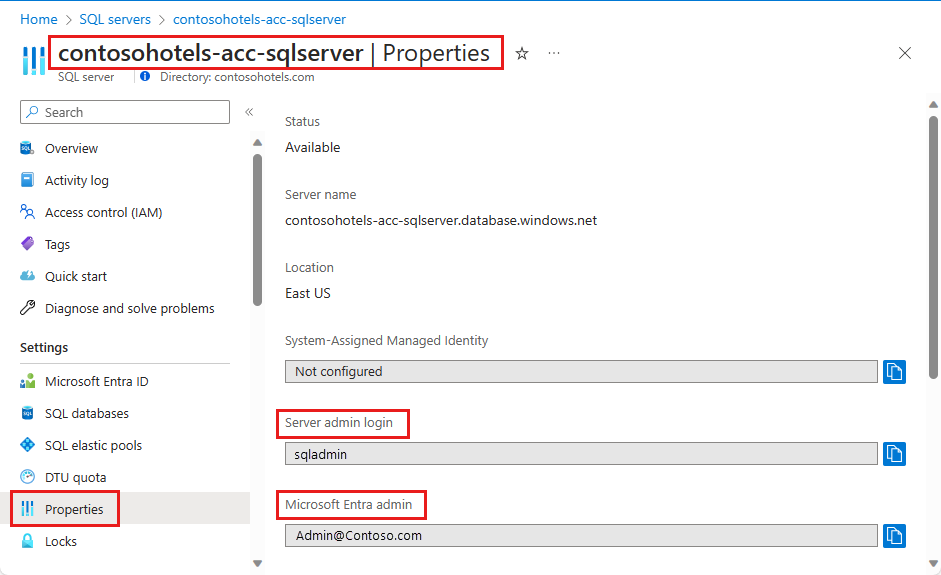 Home > SQL servers > contosohotels-acc-sqlserver
contosohotels-acc-sqlserver | Properties
SQL server
Directory: contosohotels.com
Search
Overview
Activity log
Access control (IAM)
Tags
Quick start
Diagnose and solve problems
Settings
Microsoft Entra ID
SQL databases
SQL elastic pools
DTU quota
Properties
Locks
Status
Available
Server name
contosohotels-acc-sqlserver.database.windows.net
Location
East US
System-Assigned Managed Identity
Not configured
Server admin login
sqladmin
Microsoft Entra admin
Admin@Contoso.com